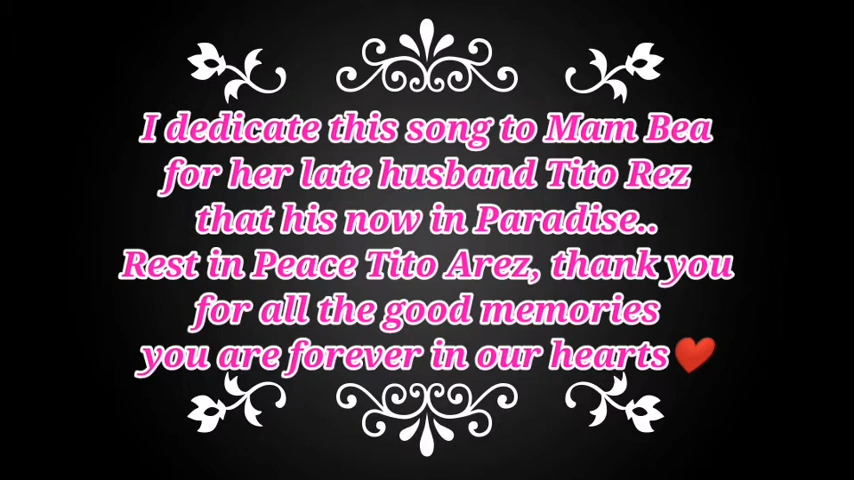 I dedicate this song to Mam Bea
for her late husband Tito Rez
that his now in Paradise..
Rest in Peace Tito Arez, thank you
for all the good memories
you are forever in our hearts ❤️